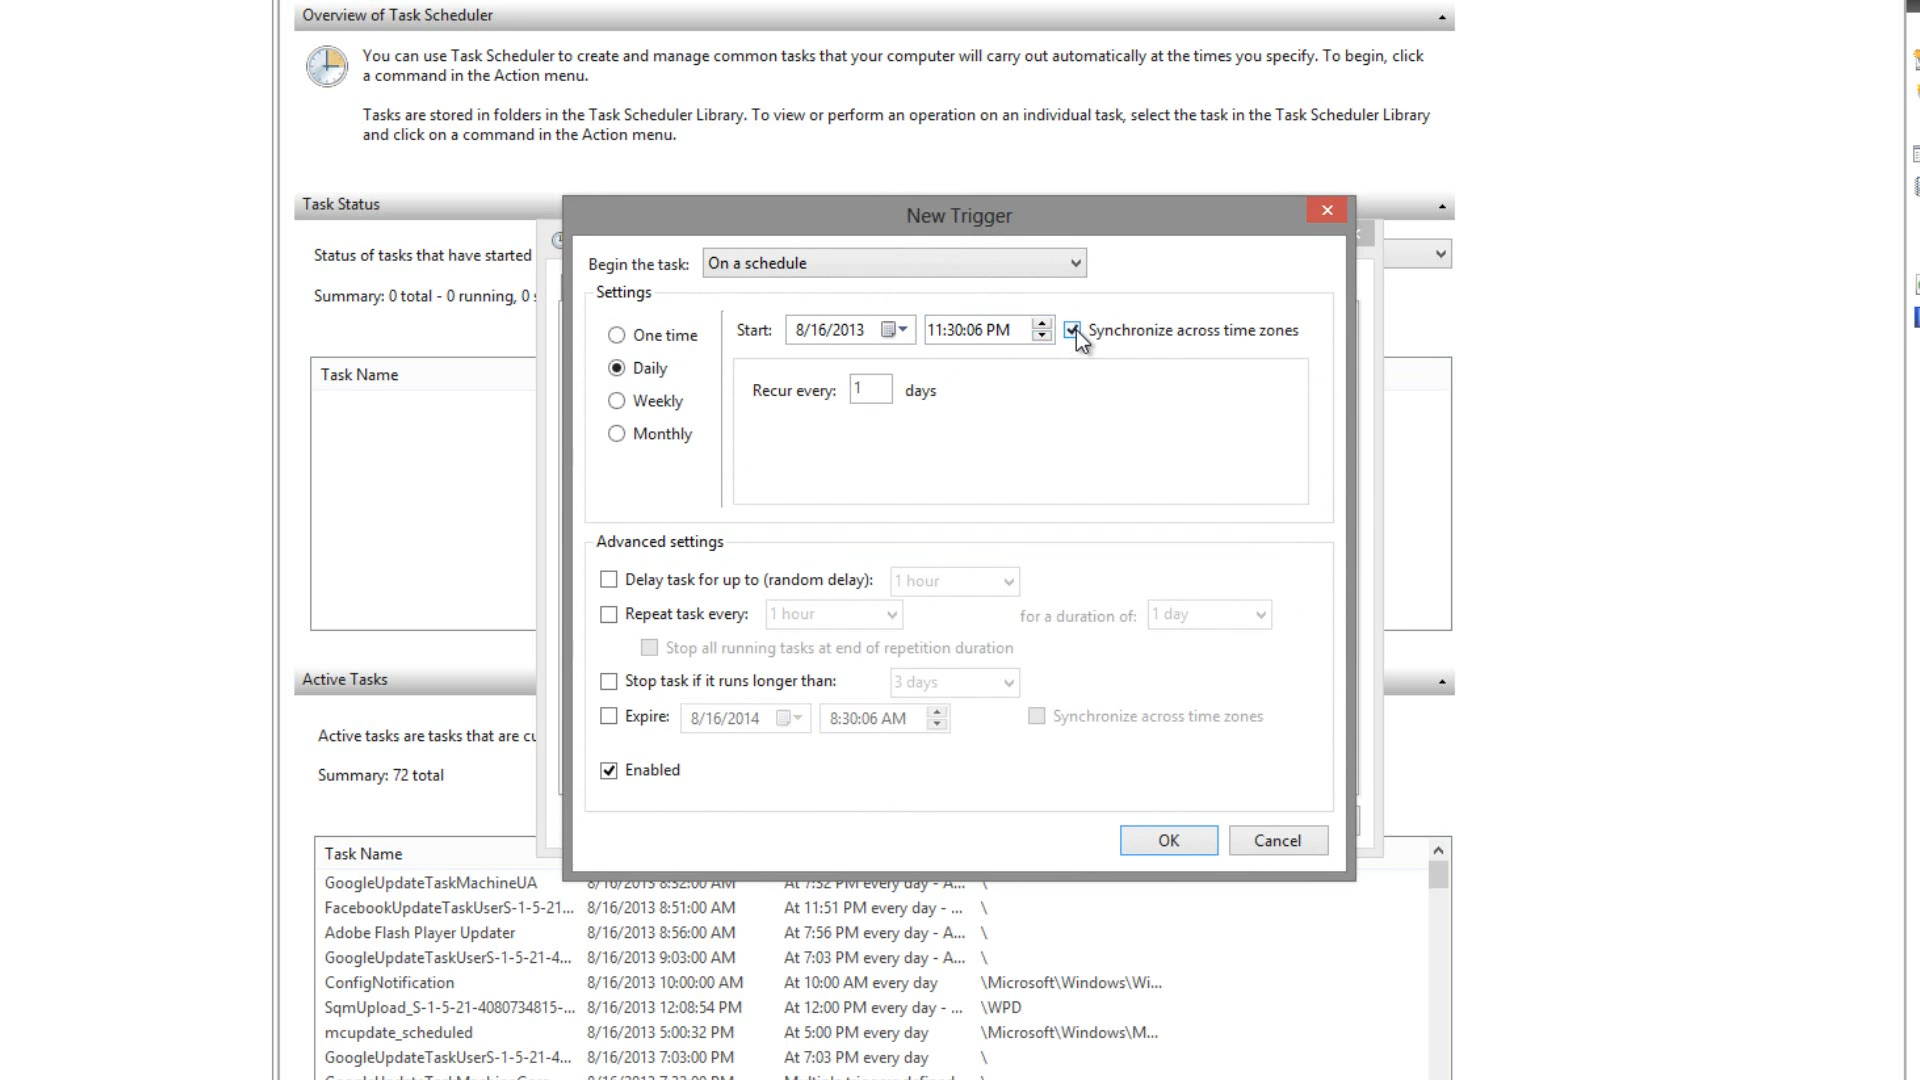 Overview of Task Scheduler
You can use Task Scheduler to create and manage common tasks that your computer will carry out automatically at the times you specify. To begin, click
a command in the Action menu.
Tasks are stored in folders in the Task Scheduler Library. To view or perform an operation on an individual task, select the task in the Task Scheduler Library
and click on a command in the Action menu.
Task Status
Status of tasks that have started
Summary: 0 total - 0 running, 0
Task Name
New Trigger
Begin the task: On a schedule
Settings
One time
Daily
Weekly
Monthly
Start: 8/16/2013 11:30:06 PM Synchronize across time zones
Recur every: 1 days
Advanced settings
Delay task for up to (random delay): 1 hour
Repeat task every: 1 hour for a duration of: 1 day
Stop all running tasks at end of repetition duration
Stop task if it runs longer than: 3 days
Expire: 8/16/2014 8:30:06 AM Synchronize across time zones
Enabled
OK Cancel
Active Tasks
Active tasks are tasks that are
Summary: 72 total
Task Name
GoogleUpdateTaskMachineUA 8/16/2013 8:32:00 AM At 7:32 PM every day - A... \
FacebookUpdateTaskUserS-1-5-21... 8/16/2013 8:51:00 AM At 11:51 PM every day - ... \
Adobe Flash Player Updater 8/16/2013 8:56:00 AM At 7:56 PM every day - A... \
GoogleUpdateTaskUserS-1-5-21-4... 8/16/2013 9:03:00 AM At 7:03 PM every day - A... \
ConfigNotification 8/16/2013 10:00:00 AM At 10:00 AM every day \Microsoft\Windows\Wi...
SqmUpload_S-1-5-21-4080734815-... 8/16/2013 12:08:54 PM At 12:00 PM every day - ... \WPD
mcupdate_scheduled 8/16/2013 5:00:32 PM At 5:00 PM every day \Microsoft\Windows\M...
GoogleUpdateTaskUserS-1-5-21-4... 8/16/2013 7:03:00 PM At 7:03 PM every day \